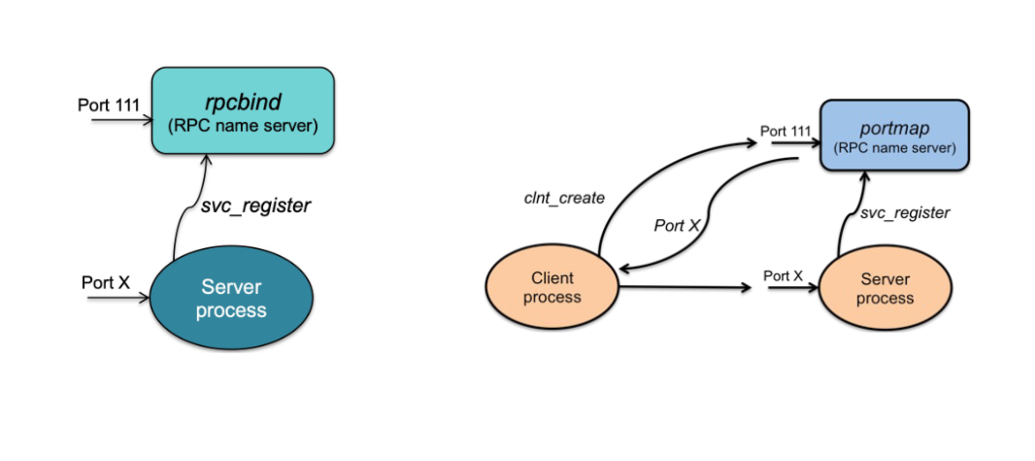 Port 111
rpcbind
(RPC name server)
svc_register
Port X
Server
process
Port 111
portmap
(RPC name server)
clnt_create
Port X
svc_register
Client
process
Port X
Server
process